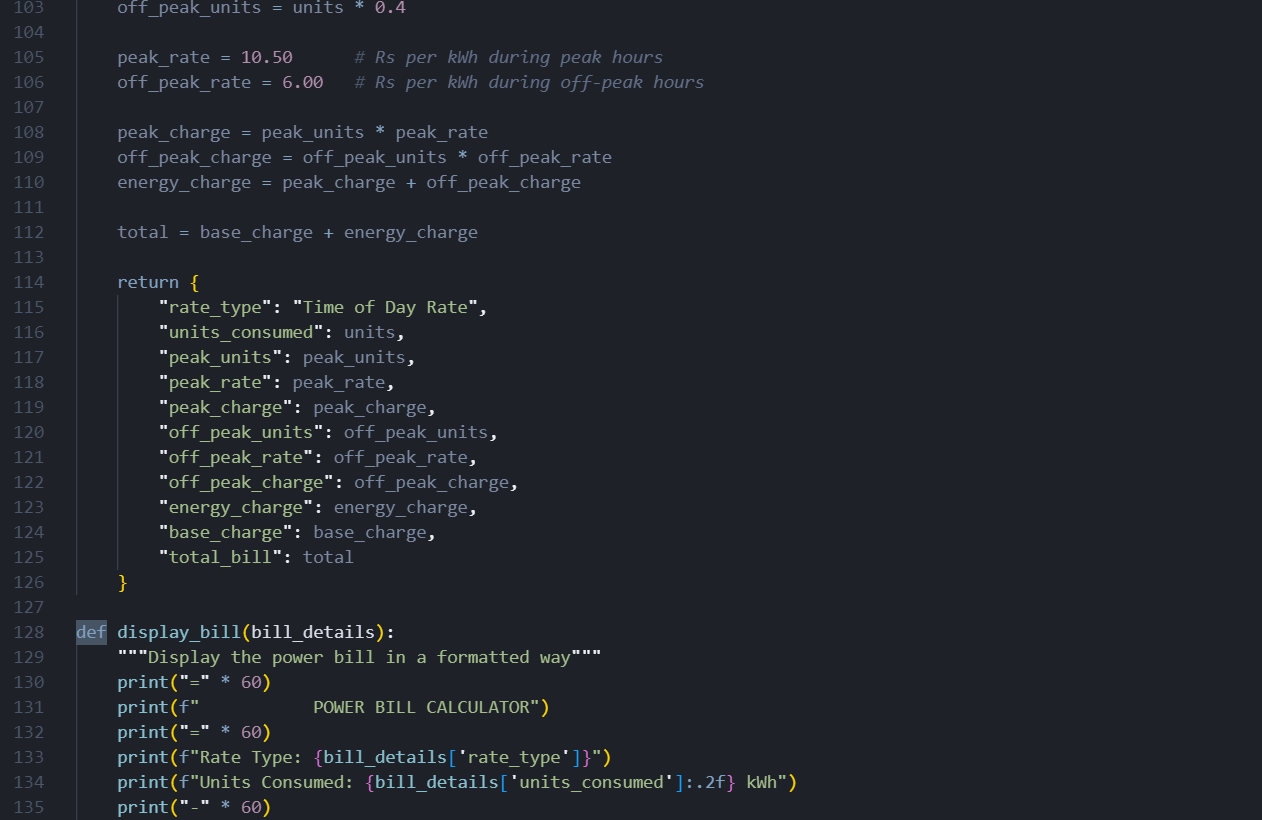 103 off_peak_units = units * 0.4
104
105 peak_rate = 10.50      # Rs per kWh during peak hours
106 off_peak_rate = 6.00   # Rs per kWh during off-peak hours
107
108 peak_charge = peak_units * peak_rate
109 off_peak_charge = off_peak_units * off_peak_rate
110 energy_charge = peak_charge + off_peak_charge
111
112 total = base_charge + energy_charge
113
114 return {
115     "rate_type": "Time of Day Rate",
116     "units_consumed": units,
117     "peak_units": peak_units,
118     "peak_rate": peak_rate,
119     "peak_charge": peak_charge,
120     "off_peak_units": off_peak_units,
121     "off_peak_rate": off_peak_rate,
122     "off_peak_charge": off_peak_charge,
123     "energy_charge": energy_charge,
124     "base_charge": base_charge,
125     "total_bill": total
126 }
127
128 def display_bill(bill_details):
129     """Display the power bill in a formatted way"""
130     print("=" * 60)
131     print(f"           POWER BILL CALCULATOR")
132     print("=" * 60)
133     print(f"Rate Type: {bill_details['rate_type']}")
134     print(f"Units Consumed: {bill_details['units_consumed']:.2f} kWh")
135     print("-" * 60)